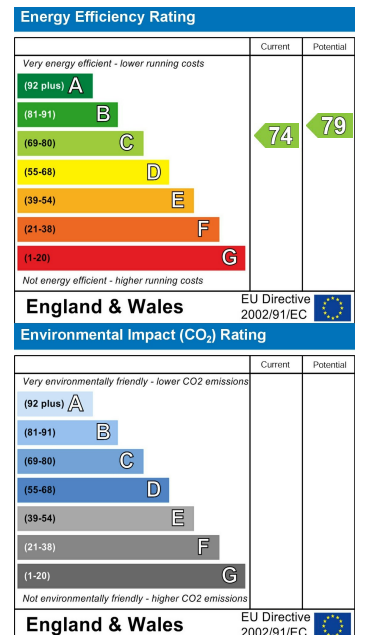 Energy Efficiency Rating
Current Potential
Very energy efficient - lower running costs
(92 plus) A
(81-91) B
(69-80) C
(55-68) D
(39-54) E
(21-38) F
(1-20) G
74 79
Not energy efficient - higher running costs
England & Wales
EU Directive
2002/91/EC
Environmental Impact (CO₂) Rating
Current Potential
Very environmentally friendly - lower CO2 emissions
(92 plus) A
(81-91) B
(69-80) C
(55-68) D
(39-54) E
(21-38) F
(1-20) G
Not environmentally friendly - higher CO2 emissions
England & Wales
EU Directive
2002/91/EC